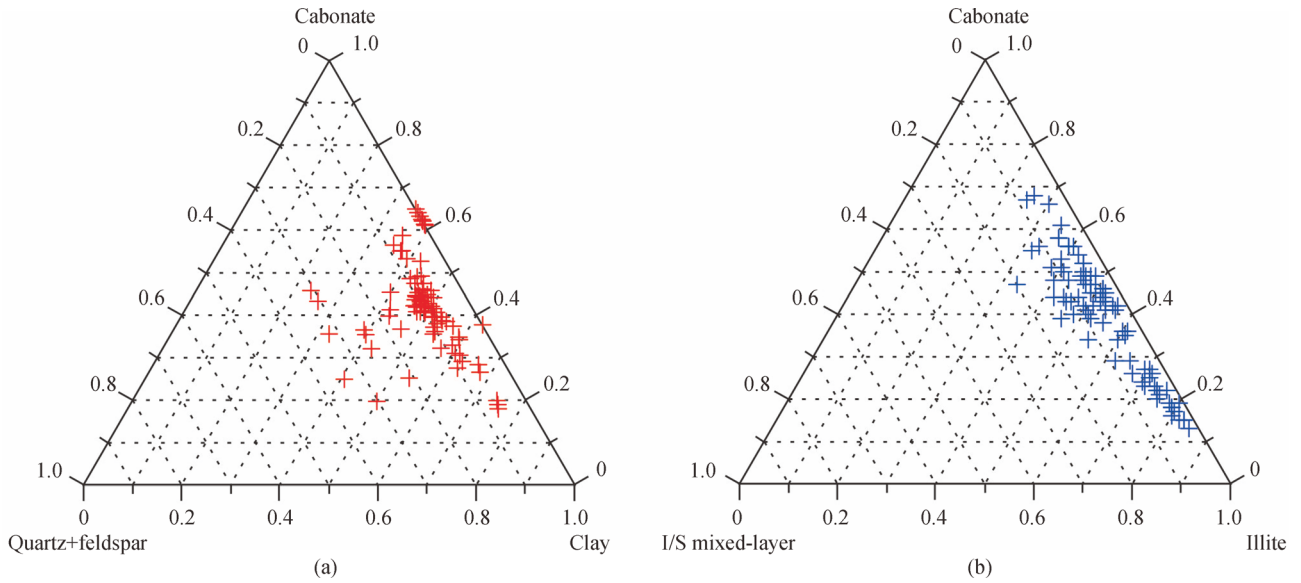 Cabonate
0 1.0
0.2 0.8
0.4 0.6
0.6 0.4
0.8 0.2
1.0 0
0 0.2 0.4 0.6 0.8 1.0
Quartz+feldspar Clay
(a)
Cabonate
0 1.0
0.2 0.8
0.4 0.6
0.6 0.4
0.8 0.2
1.0 0
0 0.2 0.4 0.6 0.8 1.0
I/S mixed-layer Illite
(b)